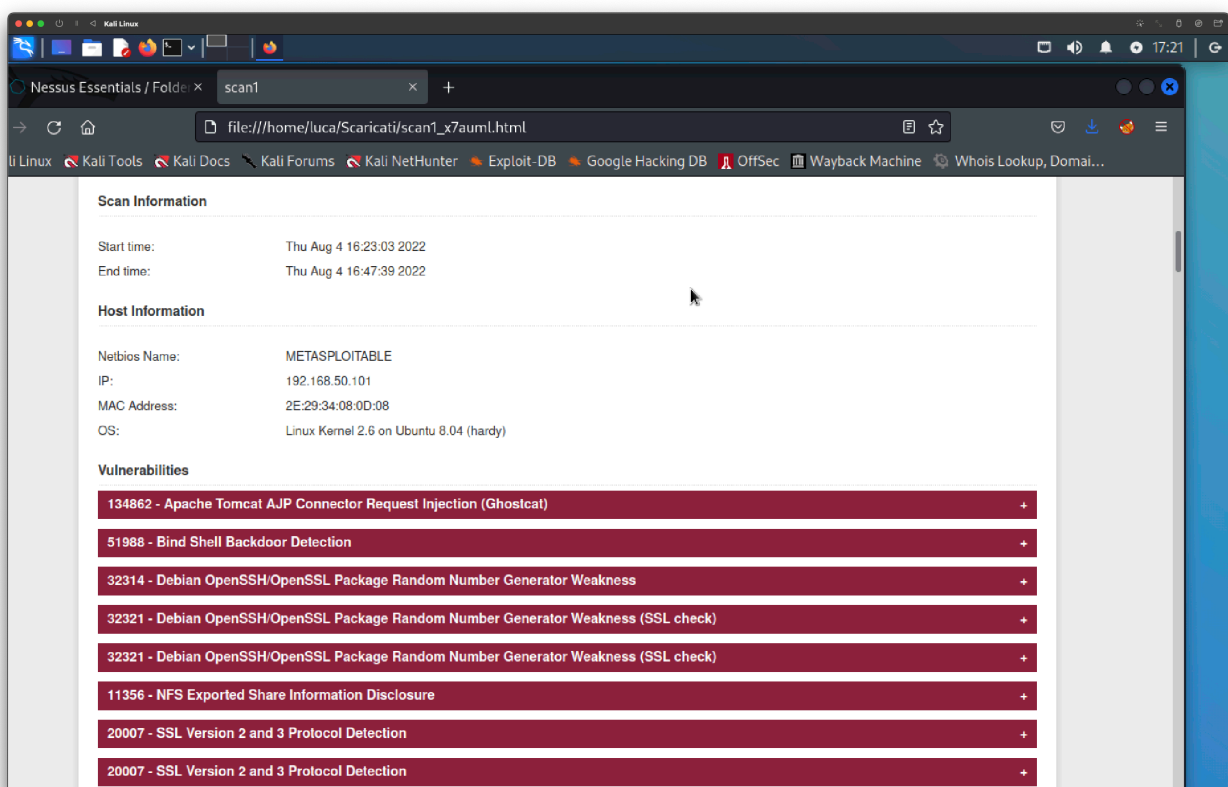 Kali Linux
17:21
Nessus Essentials / Folder
scan1
file:///home/luca/Scaricati/scan1_x7auml.html
li Linux Kali Tools Kali Docs Kali Forums Kali NetHunter Exploit-DB Google Hacking DB OffSec Wayback Machine Whois Lookup, Domai…
Scan Information
Start time: Thu Aug 4 16:23:03 2022
End time: Thu Aug 4 16:47:39 2022
Host Information
Netbios Name: METASPLOITABLE
IP: 192.168.50.101
MAC Address: 2E:29:34:08:0D:08
OS: Linux Kernel 2.6 on Ubuntu 8.04 (hardy)
Vulnerabilities
134862 - Apache Tomcat AJP Connector Request Injection (Ghostcat) +
51988 - Bind Shell Backdoor Detection +
32314 - Debian OpenSSH/OpenSSL Package Random Number Generator Weakness +
32321 - Debian OpenSSH/OpenSSL Package Random Number Generator Weakness (SSL check) +
32321 - Debian OpenSSH/OpenSSL Package Random Number Generator Weakness (SSL check) +
11356 - NFS Exported Share Information Disclosure +
20007 - SSL Version 2 and 3 Protocol Detection +
20007 - SSL Version 2 and 3 Protocol Detection +